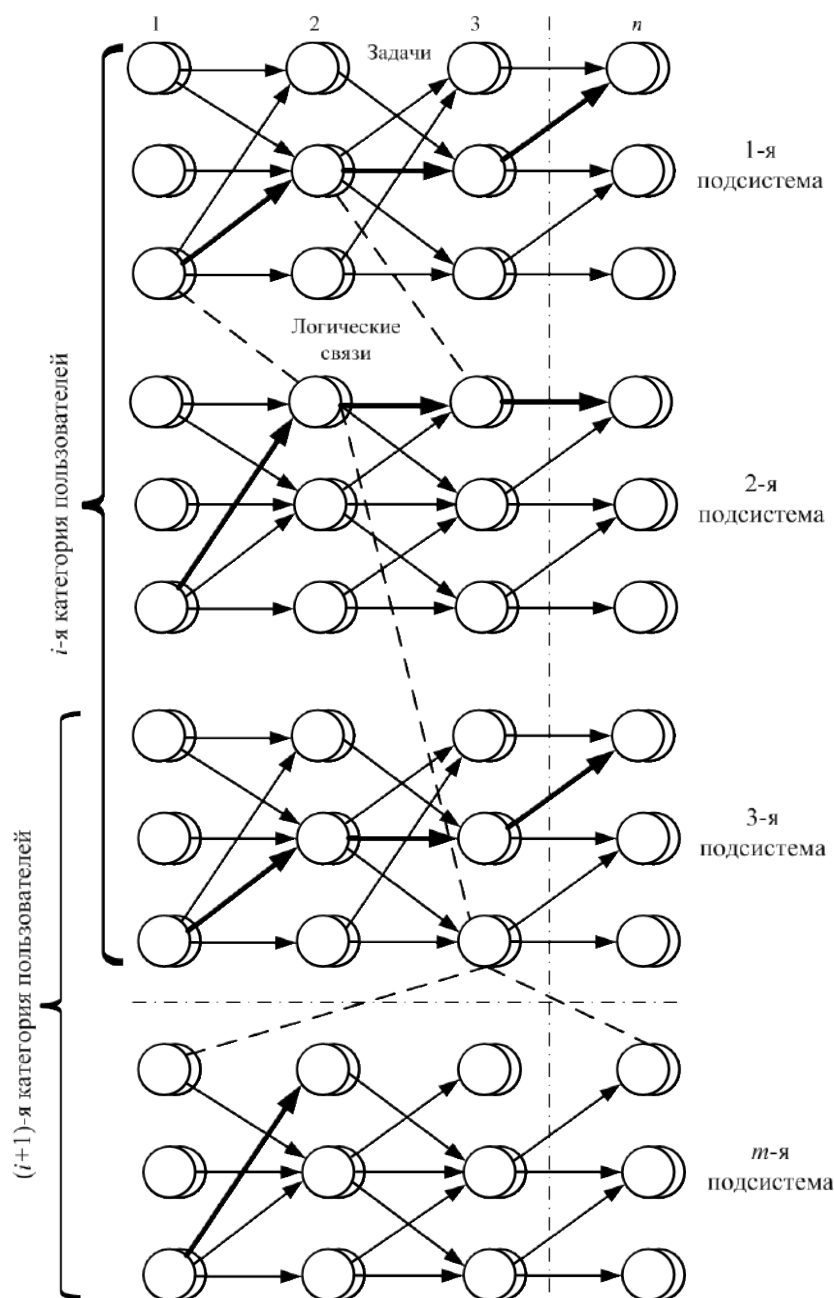 1 2 3 n
Задачи
1-я
подсистема
Логические
связи
i-я категория пользователей
2-я
подсистема
3-я
подсистема
(i+1)-я категория пользователей
m-я
подсистема